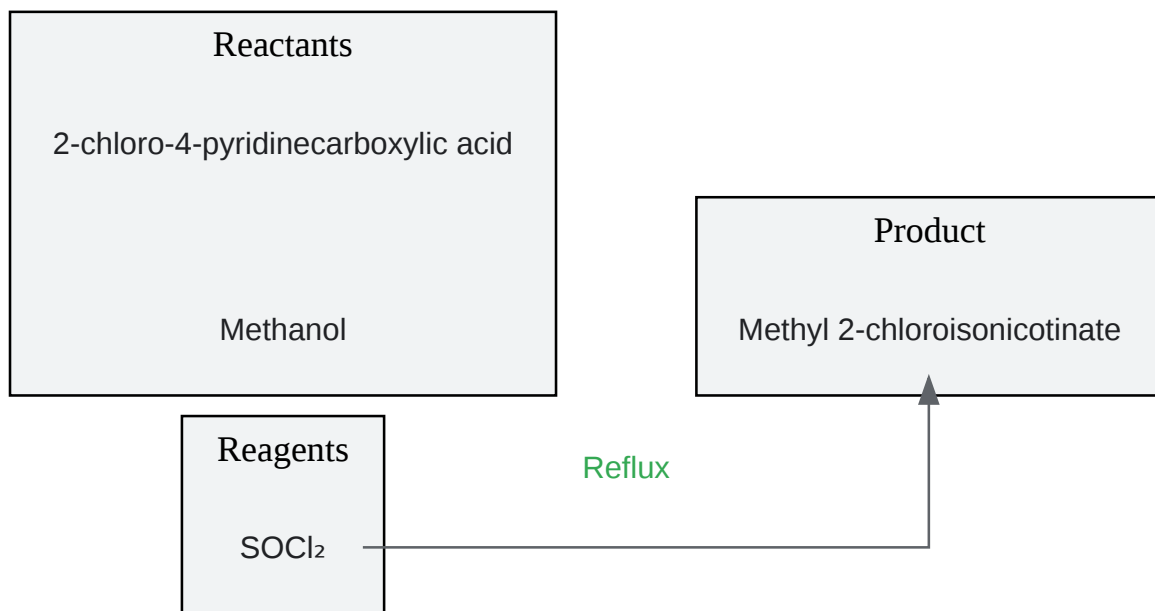 Reactants
2-chloro-4-pyridinecarboxylic acid
Methanol
Product
Methyl 2-chloroisonicotinate
Reagents
SOCl₂
Reflux